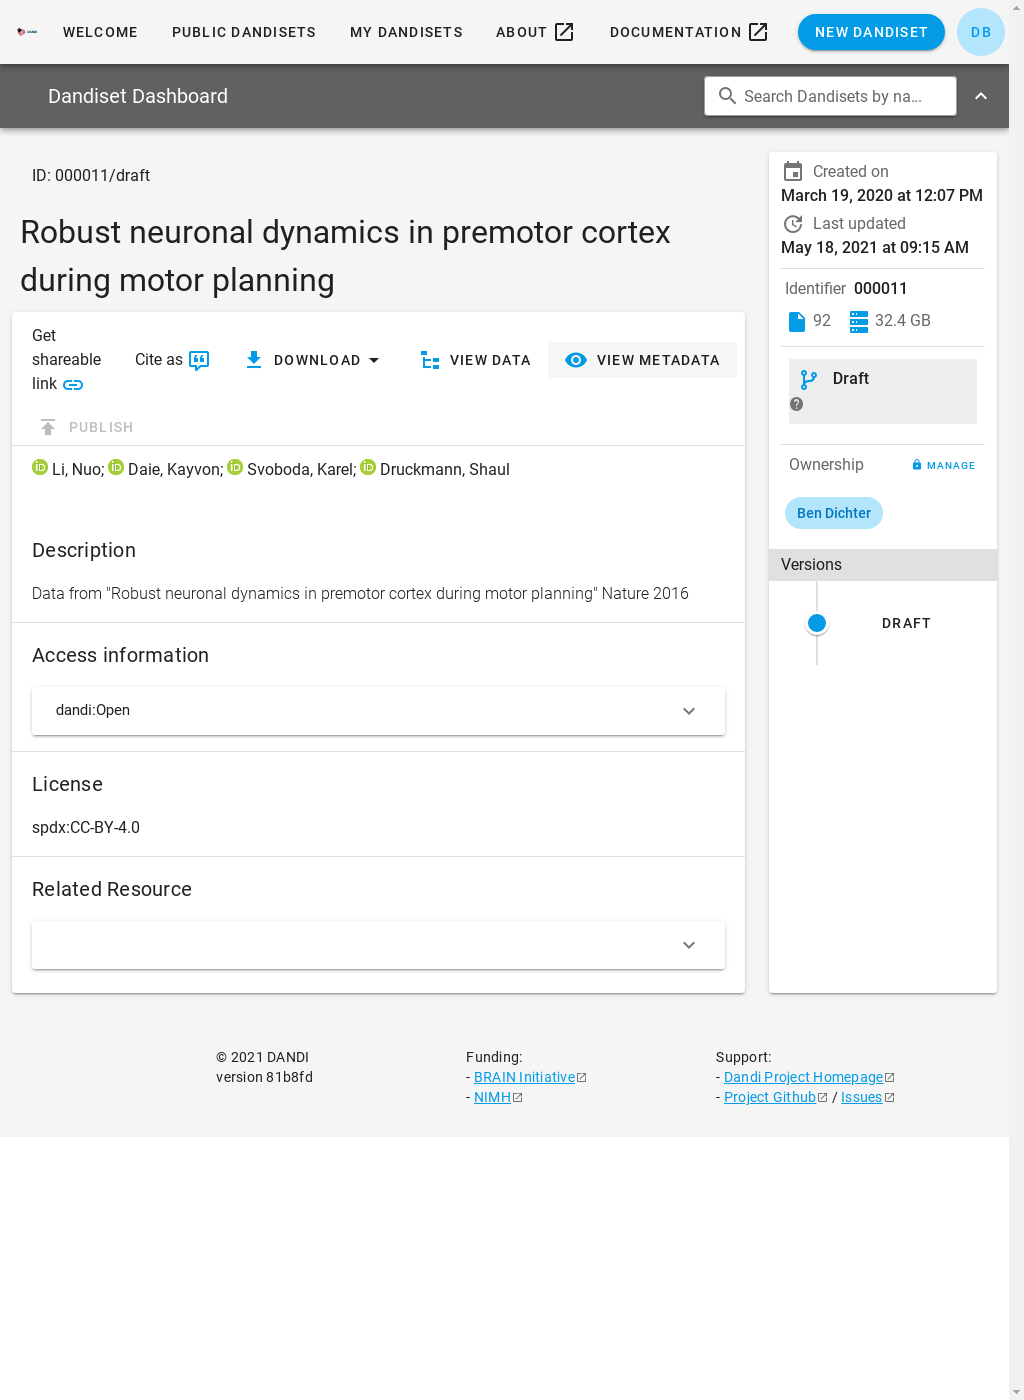 WELCOME PUBLIC DANDISETS MY DANDISETS ABOUT DOCUMENTATION NEW DANDISET DB
Dandiset Dashboard Search Dandisets by na...
ID: 000011/draft
Robust neuronal dynamics in premotor cortex
during motor planning
Get
shareable
link
Cite as
DOWNLOAD
VIEW DATA
VIEW METADATA
PUBLISH
Li, Nuo; Daie, Kayvon; Svoboda, Karel; Druckmann, Shaul
Description
Data from "Robust neuronal dynamics in premotor cortex during motor planning" Nature 2016
Access information
dandi:Open
License
spdx:CC-BY-4.0
Related Resource
Created on
March 19, 2020 at 12:07 PM
Last updated
May 18, 2021 at 09:15 AM
Identifier 000011
92 32.4 GB
Draft
Ownership MANAGE
Ben Dichter
Versions
DRAFT
© 2021 DANDI
version 81b8fd
Funding:
- BRAIN Initiative
- NIMH
Support:
- Dandi Project Homepage
- Project Github / Issues